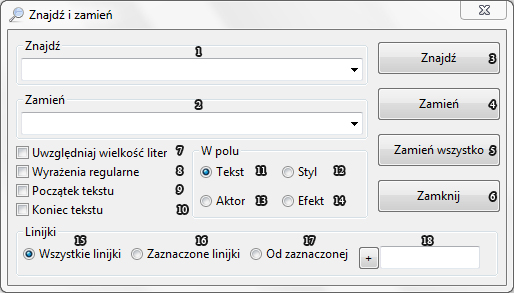 Znajdź i zamień
Znajdź 1
Znajdź 3
Zamień 2
Zamień 4
Uwzględniaj wielkość liter 7
W polu
Zamień wszystko 5
Wyrażenia regularne 8
Tekst 11 Styl 12
Początek tekstu 9
Zamknij 6
Koniec tekstu 10
Aktor 13 Efekt 14
Linijki
15 16 17 18
Wszystkie linijki Zaznaczone linijki Od zaznaczonej +